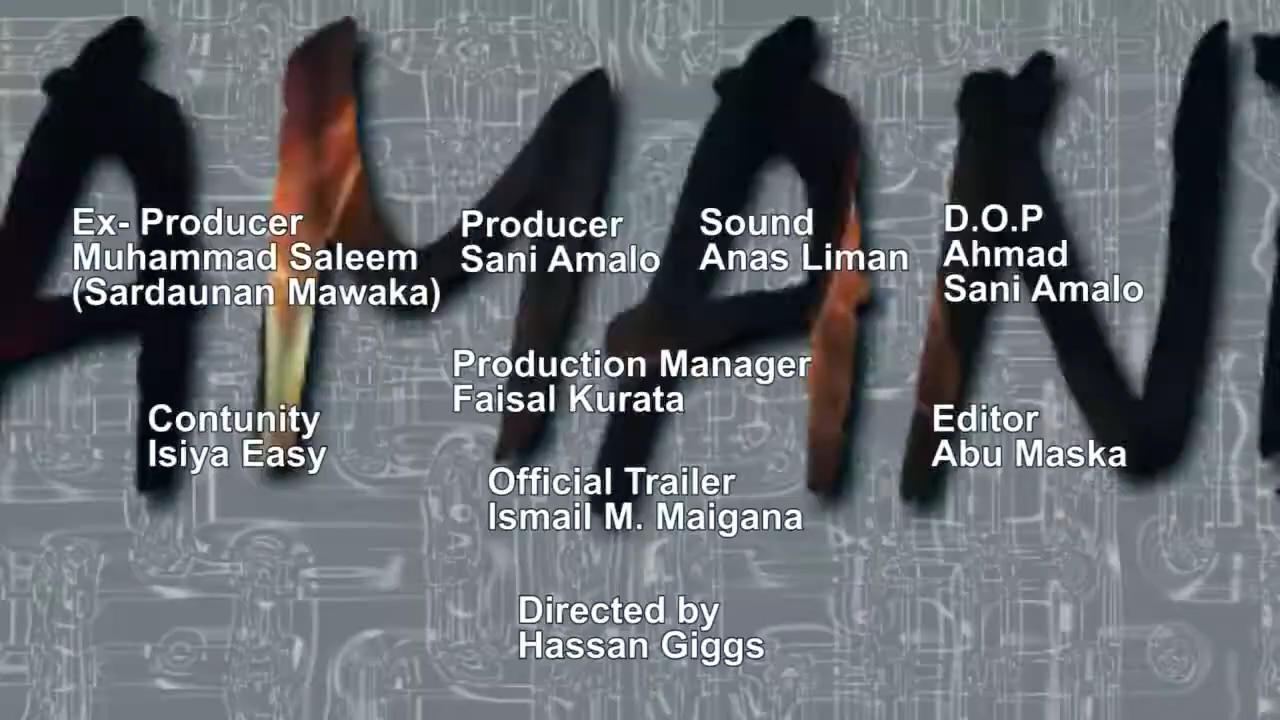 AMAN
Ex- Producer
Muhammad Saleem
(Sardaunan Mawaka)
Producer
Sani Amalo
Sound
Anas Liman
D.O.P
Ahmad
Sani Amalo
Production Manager
Faisal Kurata
Contunity
Isiya Easy
Editor
Abu Maska
Official Trailer
Ismail M. Maigana
Directed by
Hassan Giggs